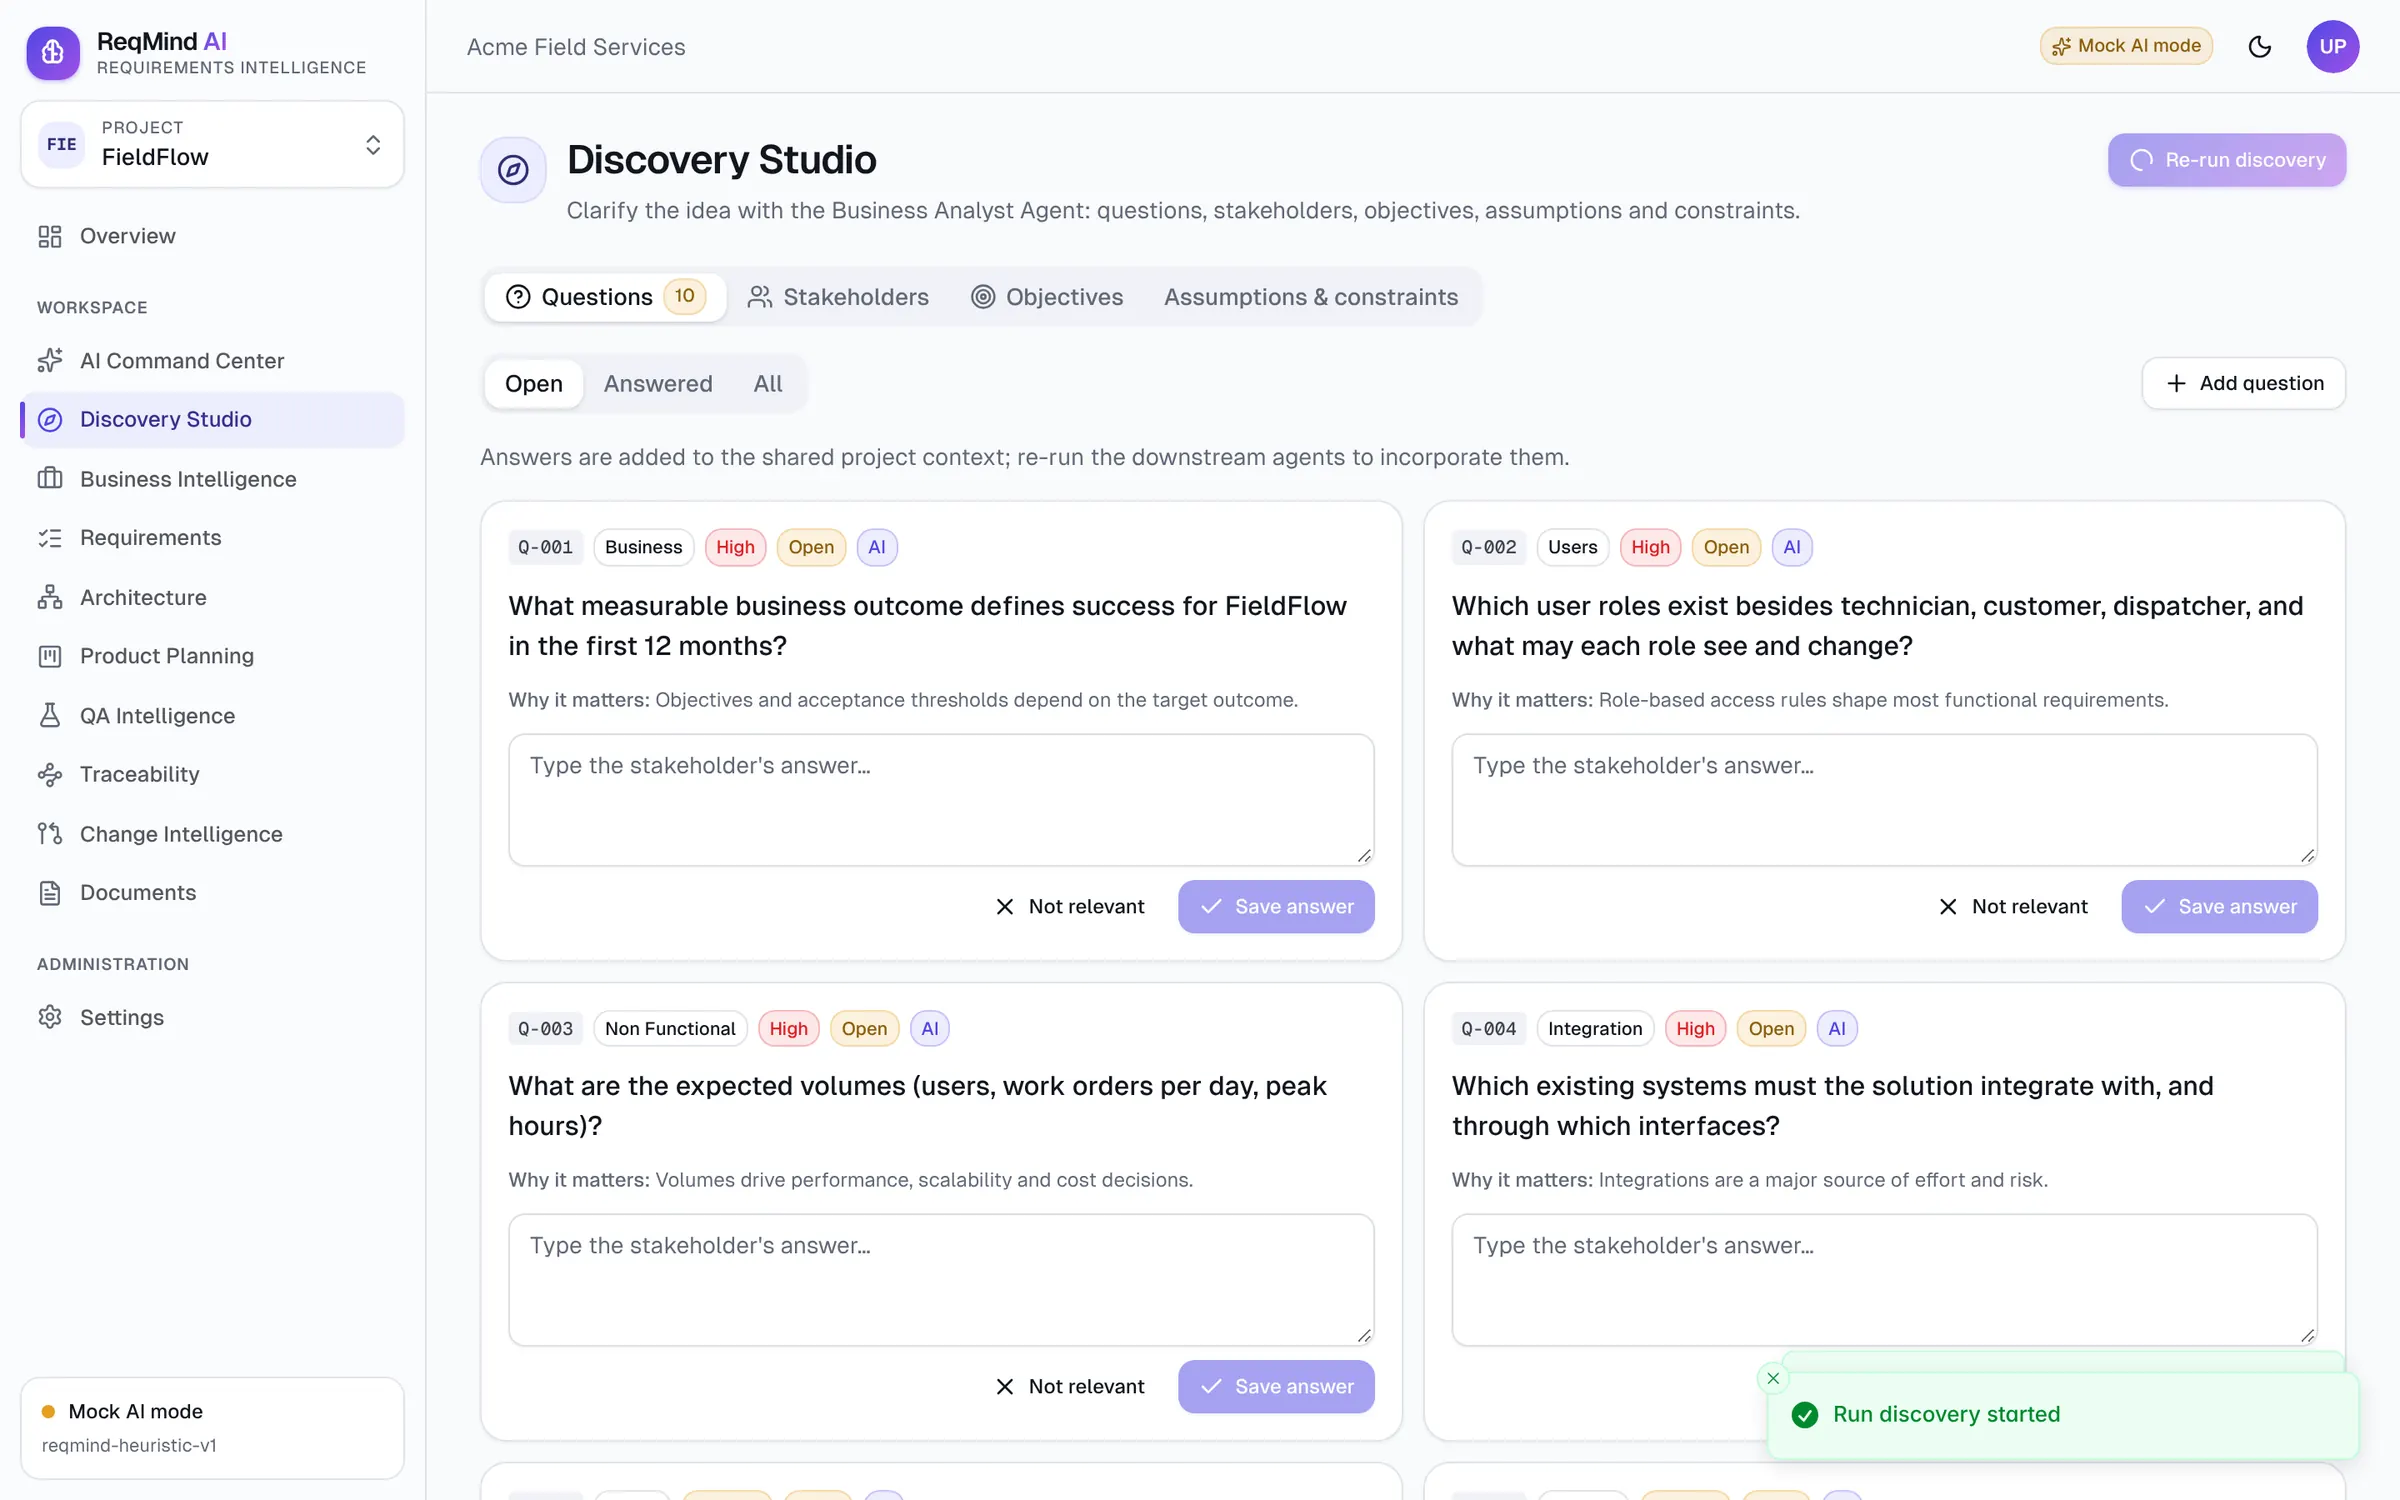 ReqMind AI
REQUIREMENTS INTELLIGENCE
FIE
PROJECT
FieldFlow
Overview
WORKSPACE
AI Command Center
Discovery Studio
Business Intelligence
Requirements
Architecture
Product Planning
QA Intelligence
Traceability
Change Intelligence
Documents
ADMINISTRATION
Settings
Mock AI mode
reqmind-heuristic-v1
Acme Field Services
Mock AI mode
UP
Discovery Studio
Clarify the idea with the Business Analyst Agent: questions, stakeholders, objectives, assumptions and constraints.
Re-run discovery
Questions 10
Stakeholders
Objectives
Assumptions & constraints
Open
Answered
All
Add question
Answers are added to the shared project context; re-run the downstream agents to incorporate them.
Q-001 Business High Open AI
What measurable business outcome defines success for FieldFlow
in the first 12 months?
Why it matters: Objectives and acceptance thresholds depend on the target outcome.
Type the stakeholder's answer...
Not relevant
Save answer
Q-002 Users High Open AI
Which user roles exist besides technician, customer, dispatcher, and
what may each role see and change?
Why it matters: Role-based access rules shape most functional requirements.
Type the stakeholder's answer...
Not relevant
Save answer
Q-003 Non Functional High Open AI
What are the expected volumes (users, work orders per day, peak
hours)?
Why it matters: Volumes drive performance, scalability and cost decisions.
Type the stakeholder's answer...
Not relevant
Save answer
Q-004 Integration High Open AI
Which existing systems must the solution integrate with, and
through which interfaces?
Why it matters: Integrations are a major source of effort and risk.
Type the stakeholder's answer...
Run discovery started